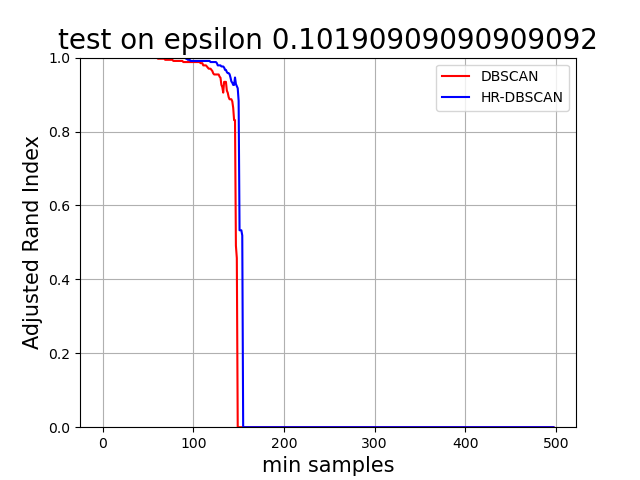 test on epsilon 0.10190909090909092
DBSCAN
HR-DBSCAN
Adjusted Rand Index
1.0
0.8
0.6
0.4
0.2
0.0
0 100 200 300 400 500
min samples